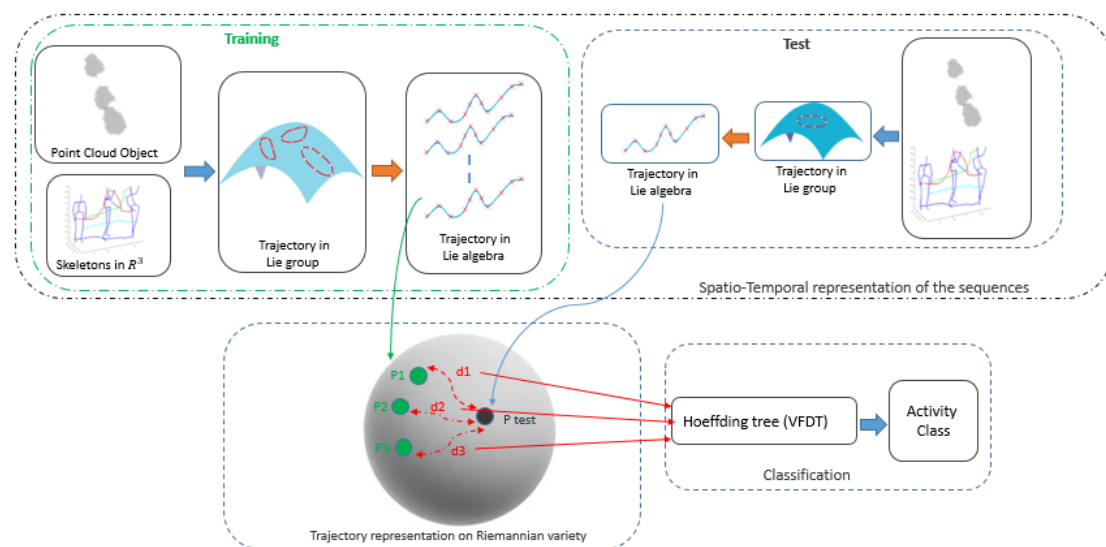 Training
Point Cloud Object
Skeletons in R³
Trajectory in
Lie group
Trajectory in
Lie algebra
Test
Trajectory in
Lie algebra
Trajectory in
Lie group
Spatio-Temporal representation of the sequences
P1
P2
P3
d1
d2
d3
P test
Trajectory representation on Riemannian variety
Hoeffding tree (VFDT)
Activity
Class
Classification